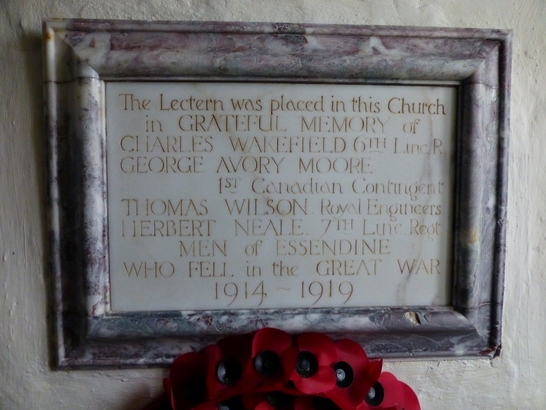 The Lectern was placed in this Church
in GRATEFUL MEMORY of
CHARLES WAKEFIELD 6TH Linc R.
GEORGE AVORY MOORE
1ST Canadian Contingent
THOMAS WILSON. Royal Engineers
HERBERT NEALE. 7TH Linc Regt
MEN of ESSENDINE
WHO FELL in the GREAT WAR
1914 - 1919